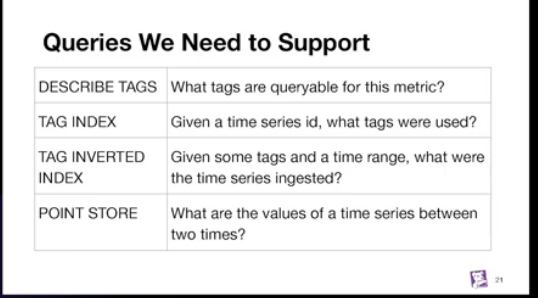 Queries We Need to Support
DESCRIBE TAGS What tags are queryable for this metric?
TAG INDEX Given a time series id, what tags were used?
TAG INVERTED Given some tags and a time range, what were
INDEX the time series ingested?
POINT STORE What are the values of a time series between
two times?
21